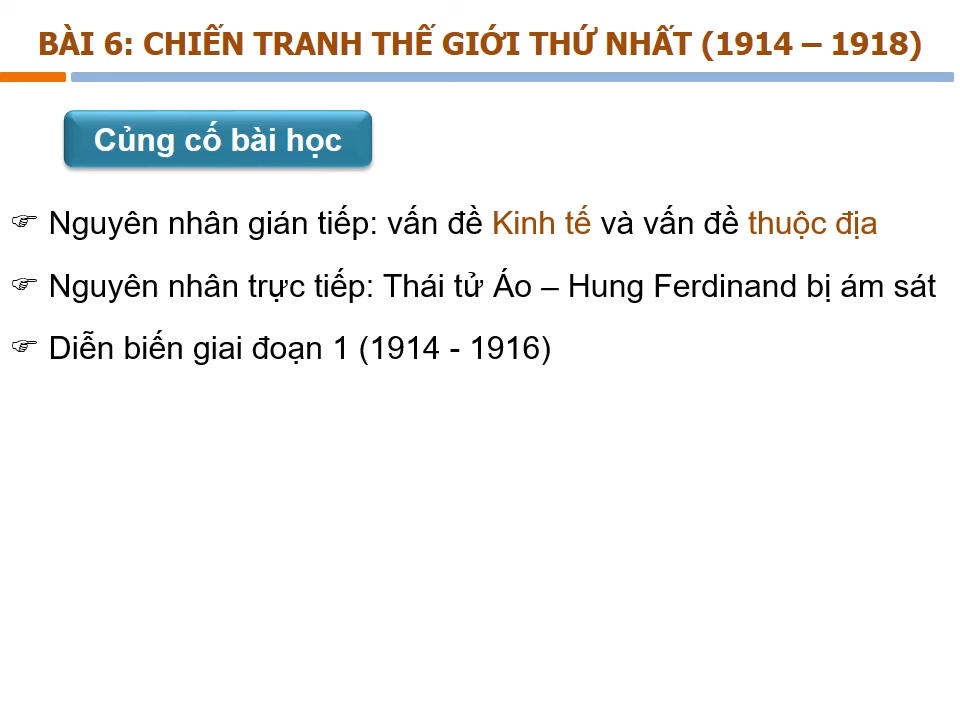 BÀI 6: CHIẾN TRANH THẾ GIỚI THỨ NHẤT (1914 – 1918)
Củng cố bài học
☞ Nguyên nhân gián tiếp: vấn đề Kinh tế và vấn đề thuộc địa
☞ Nguyên nhân trực tiếp: Thái tử Áo – Hung Ferdinand bị ám sát
☞ Diễn biến giai đoạn 1 (1914 - 1916)